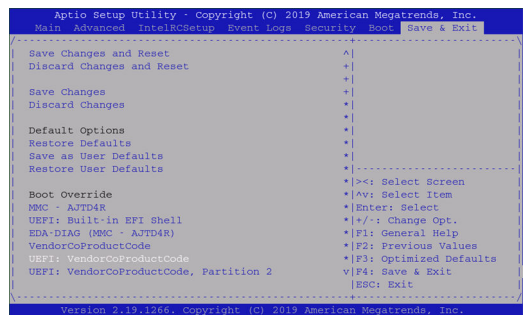 Aptio Setup Utility - Copyright (C) 2019 American Megatrends, Inc.
Main Advanced IntelRCSetup Event Logs Security Boot Save & Exit
Save Changes and Reset
Discard Changes and Reset
Save Changes
Discard Changes
Default Options
Restore Defaults
Save as User Defaults
Restore User Defaults
Boot Override
MMC - AJTD4R
UEFI: Built-in EFI Shell
EDA-DIAG (MMC - AJTD4R)
VendorCoProductCode
UEFI: VendorCoProductCode
UEFI: VendorCoProductCode, Partition 2
><: Select Screen
^v: Select Item
Enter: Select
+/-: Change Opt.
F1: General Help
F2: Previous Values
F3: Optimized Defaults
F4: Save & Exit
ESC: Exit
Version 2.19.1266. Copyright (C) 2019 American Megatrends, Inc.